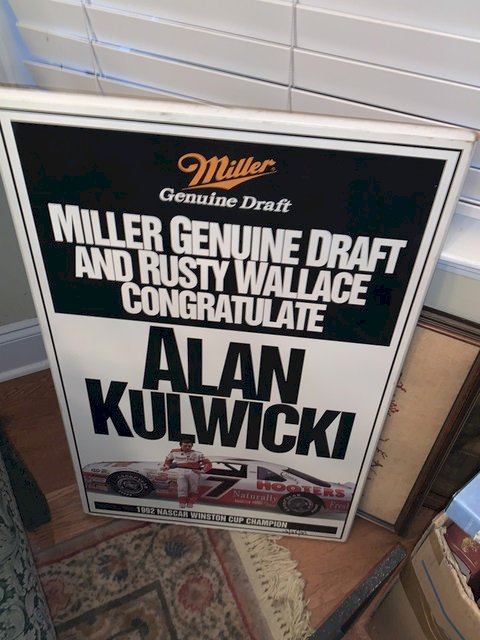 Miller
Genuine Draft
MILLER GENUINE DRAFT
AND RUSTY WALLACE
CONGRATULATE
ALAN
KULWICKI
7
HOOTERS
Naturally
Fresh
1992 NASCAR WINSTON CUP CHAMPION